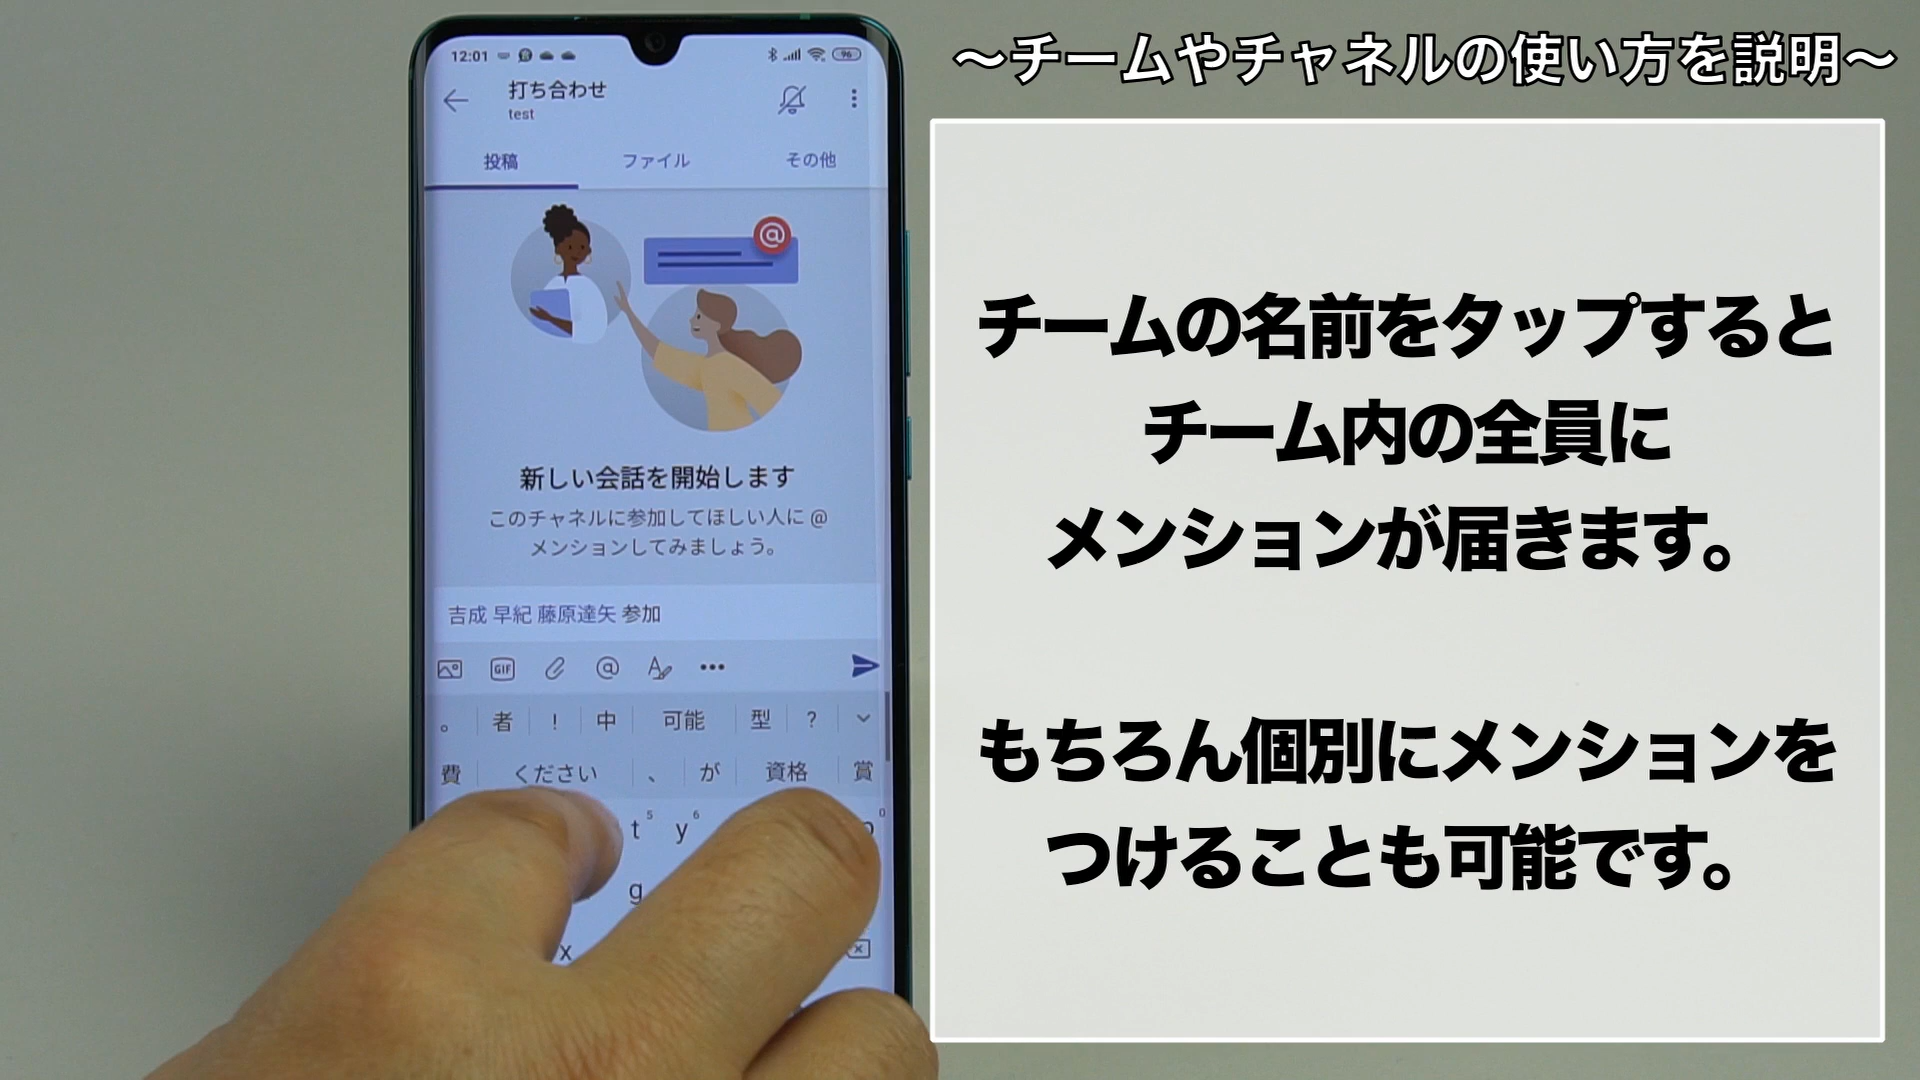 ～チームやチャネルの使い方を説明～
12:01
96
打ち合わせ
test
投稿
ファイル
その他
@
新しい会話を開始します
このチャネルに参加してほしい人に @
メンションしてみましょう。
吉成 早紀 藤原達矢 参加
GIF
@
。 者 ! 中 可能 型 ?
費 ください 、 が 資格 賞
t 5 y 6 0
g
x
チームの名前をタップすると
チーム内の全員に
メンションが届きます。
もちろん個別にメンションを
つけることも可能です。